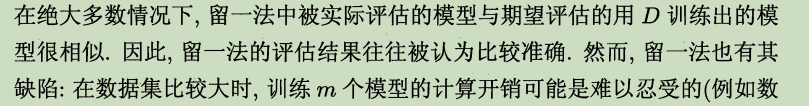 在绝大多数情况下, 留一法中被实际评估的模型与期望评估的用 D 训练出的模
型很相似. 因此, 留一法的评估结果往往被认为比较准确. 然而, 留一法也有其
缺陷: 在数据集比较大时, 训练 m 个模型的计算开销可能是难以忍受的(例如数